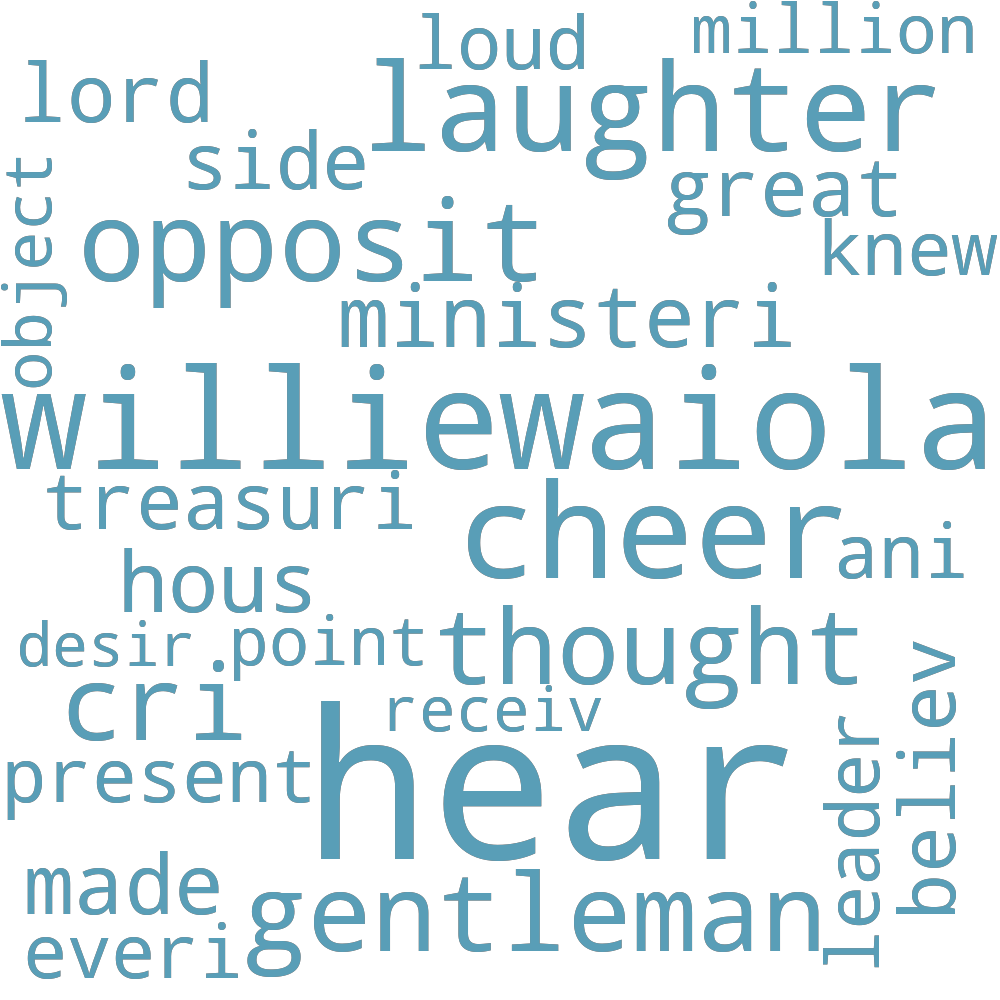 million
loud
lord
laughter
side
object
great
opposit
knew
ministeri
williewaiola
treasuri
cheer
ani
hous
thought
desir
point
cri
believ
receiv
hear
leader
present
made
gentleman
everi